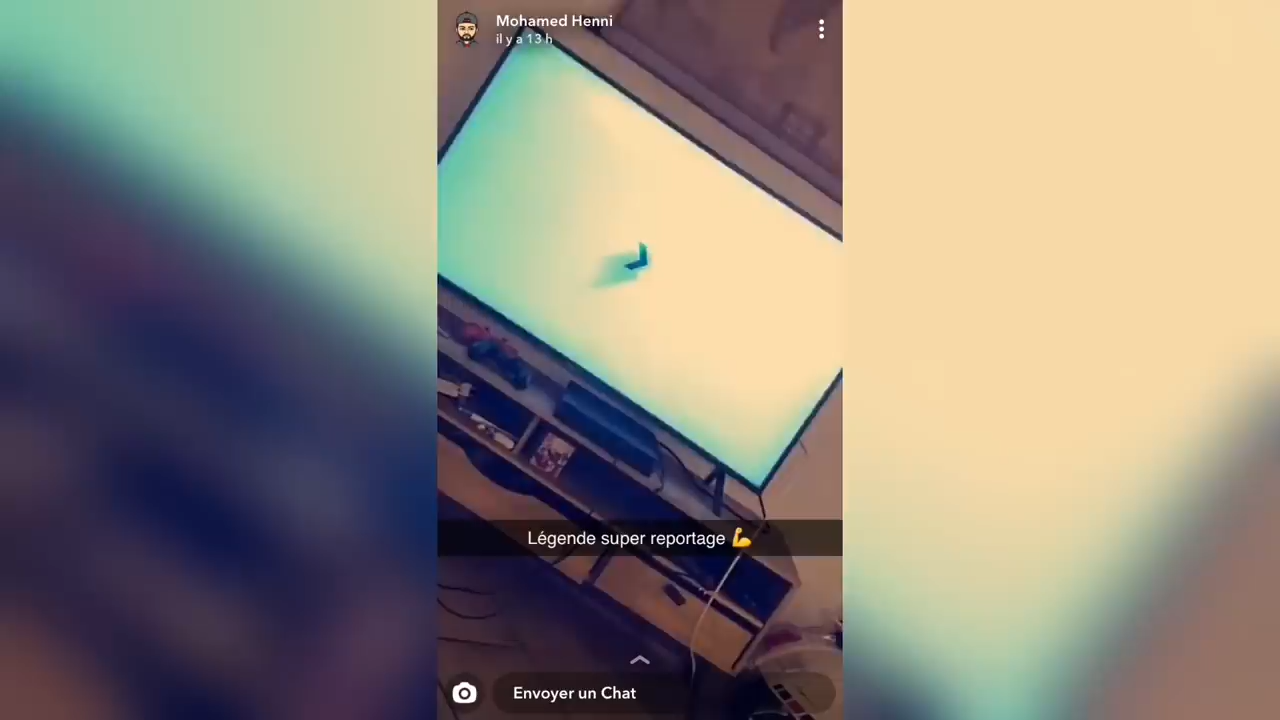 Mohamed Henni
il y a 13 h
Légende super reportage 💪
Envoyer un Chat